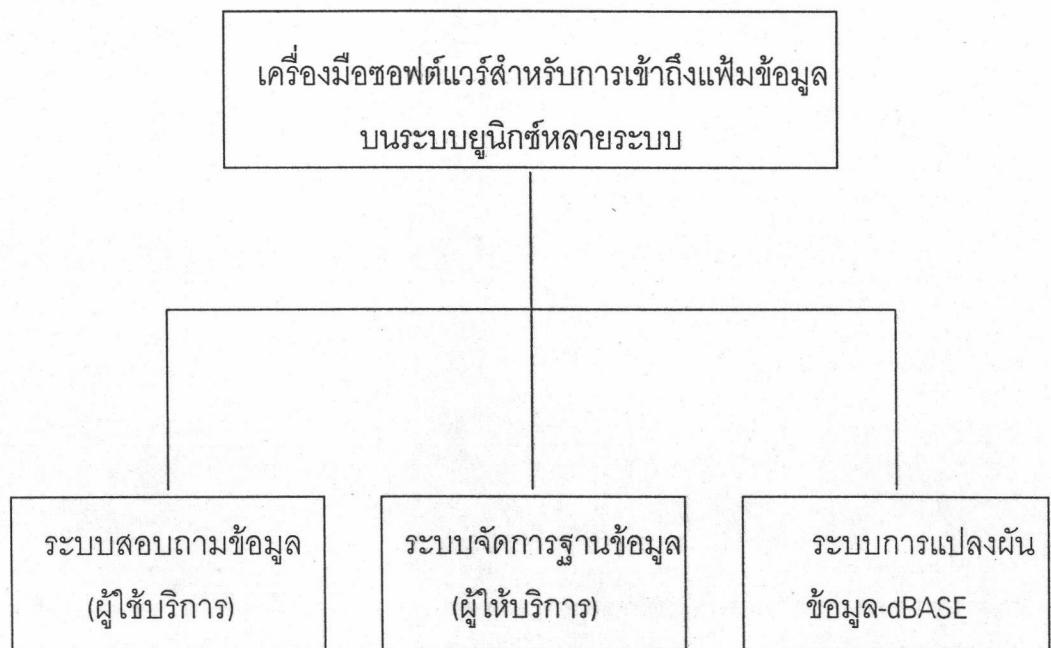 เครื่องมือซอฟต์แวร์สำหรับการเข้าถึงแฟ้มข้อมูล
บนระบบยูนิกซ์หลายระบบ
ระบบสอบถามข้อมูล
(ผู้ใช้บริการ)
ระบบจัดการฐานข้อมูล
(ผู้ให้บริการ)
ระบบการแปลงผัน
ข้อมูล-dBASE